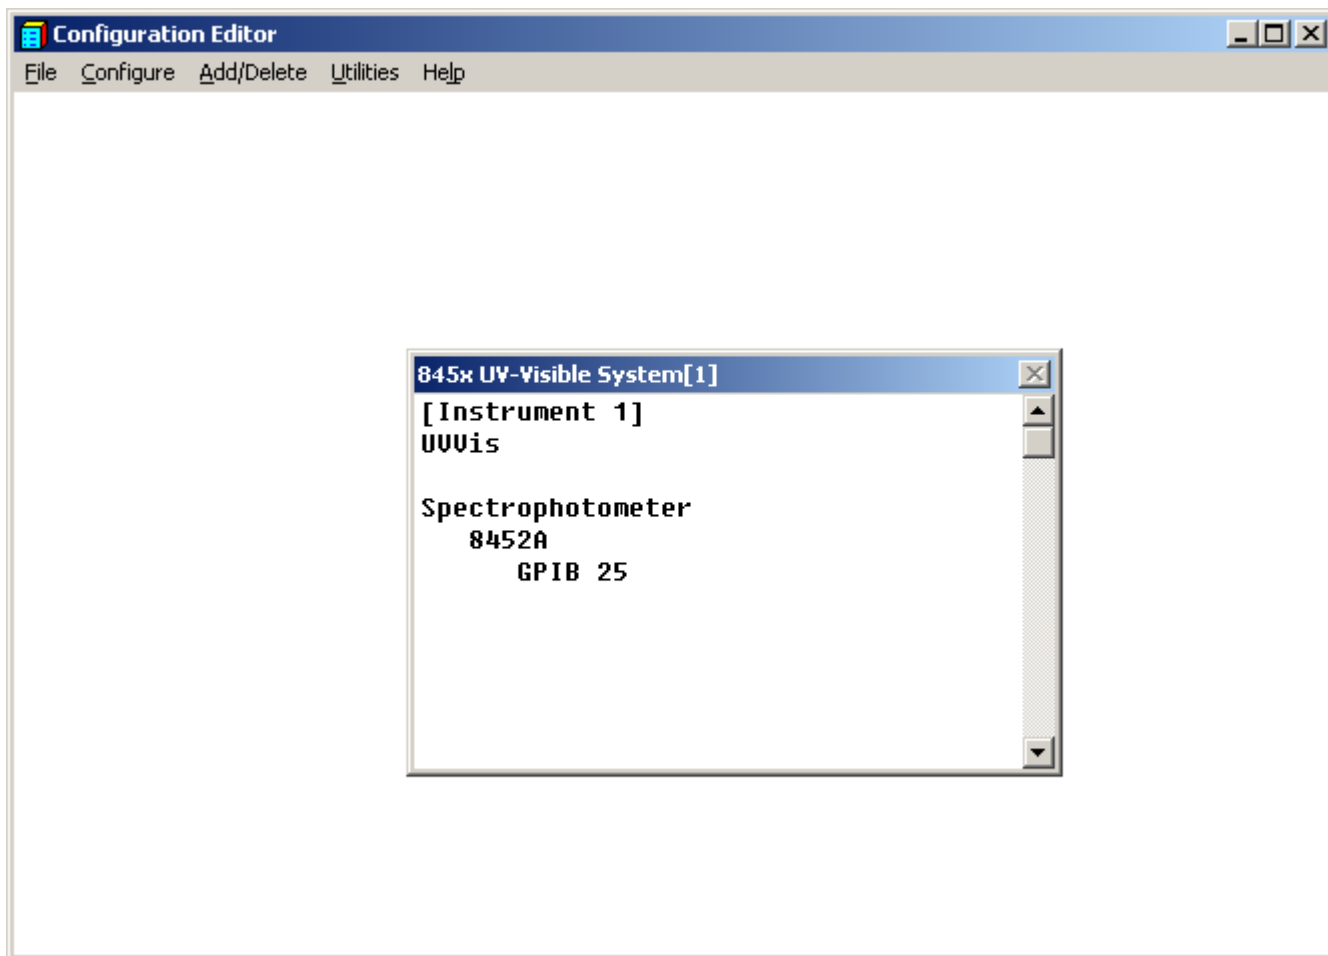 Configuration Editor
File Configure Add/Delete Utilities Help
845x UV-Visible System[1]
[Instrument 1]
UVVis
Spectrophotometer
8452A
GPIB 25